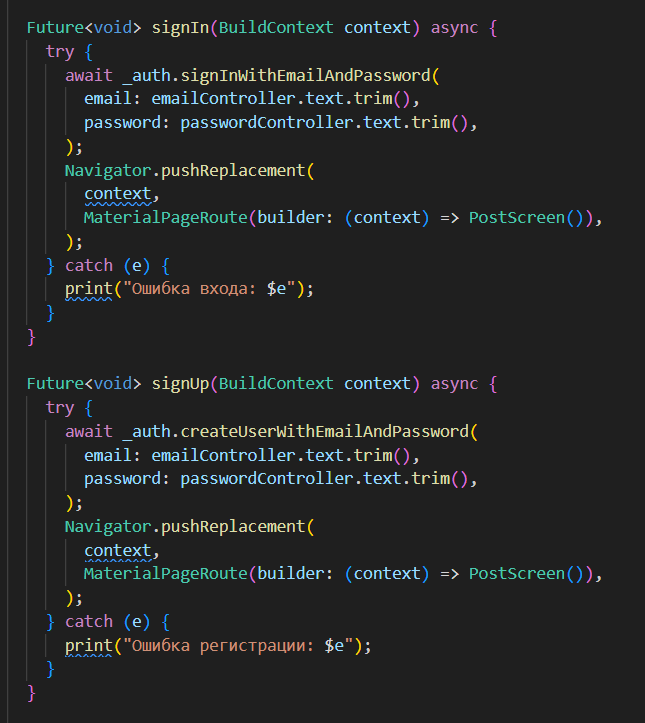 Future<void> signIn(BuildContext context) async {
try {
await _auth.signInWithEmailAndPassword(
email: emailController.text.trim(),
password: passwordController.text.trim(),
);
Navigator.pushReplacement(
context,
MaterialPageRoute(builder: (context) => PostScreen()),
);
} catch (e) {
print("Ошибка входа: $e");
}
}
Future<void> signUp(BuildContext context) async {
try {
await _auth.createUserWithEmailAndPassword(
email: emailController.text.trim(),
password: passwordController.text.trim(),
);
Navigator.pushReplacement(
context,
MaterialPageRoute(builder: (context) => PostScreen()),
);
} catch (e) {
print("Ошибка регистрации: $e");
}
}